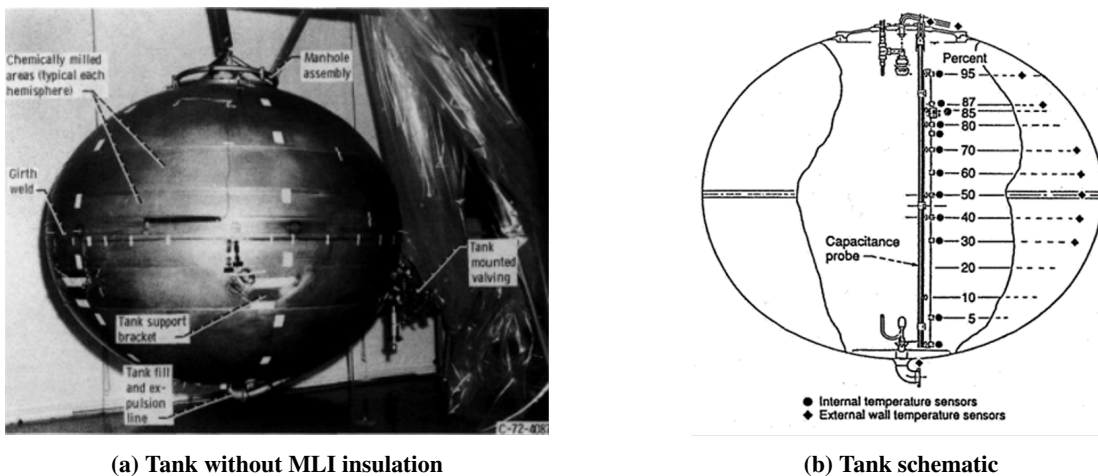 Chemically milled
areas (typical each
hemisphere)
Manhole
assembly
Girth
weld
Tank
mounted
valving
Tank support
bracket
Tank fill
and ex-
pulsion
line
C-72-4087
(a) Tank without MLI insulation
Percent
95
87
85
80
70
60
50
40
30
20
10
5
Capacitance
probe
● Internal temperature sensors
◆ External wall temperature sensors
(b) Tank schematic